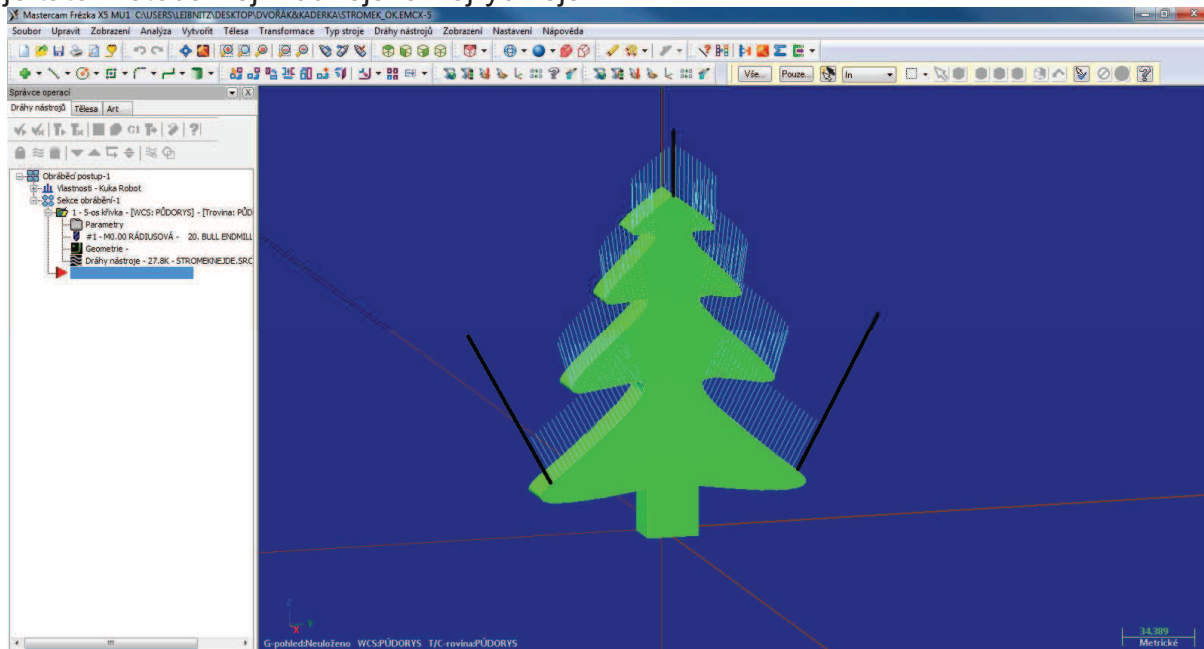 Mastercam Frézka X5 MU1 C:\USERS\LEIBNITZ\DESKTOP\DVOŘÁK&KADERKA\STROMEK_OK.EMCX-5
Soubor Upravit Zobrazení Analýza Vytvořit Tělesa Transformace Typ stroje Dráhy nástrojů Zobrazení Nastavení Nápověda
Vše... Pouze... In
Správce operací
Dráhy nástrojů Tělesa Art
G1
Obráběcí postup-1
Vlastnosti - Kuka Robot
Sekce obrábění-1
1 - 5-os křivka - [WCS: PŮDORYS] - [Trovina: PŮD
Parametry
#1 - M0.00 RÁDIUSOVÁ - 20. BULL ENDMILL
Geometrie -
Dráhy nástroje - 27.8K - STROMEKNEJDE.SRC
Z
Y
X
G-pohled:Neuloženo WCS:PŮDORYS T/C-rovina:PŮDORYS
34.389
Metrické